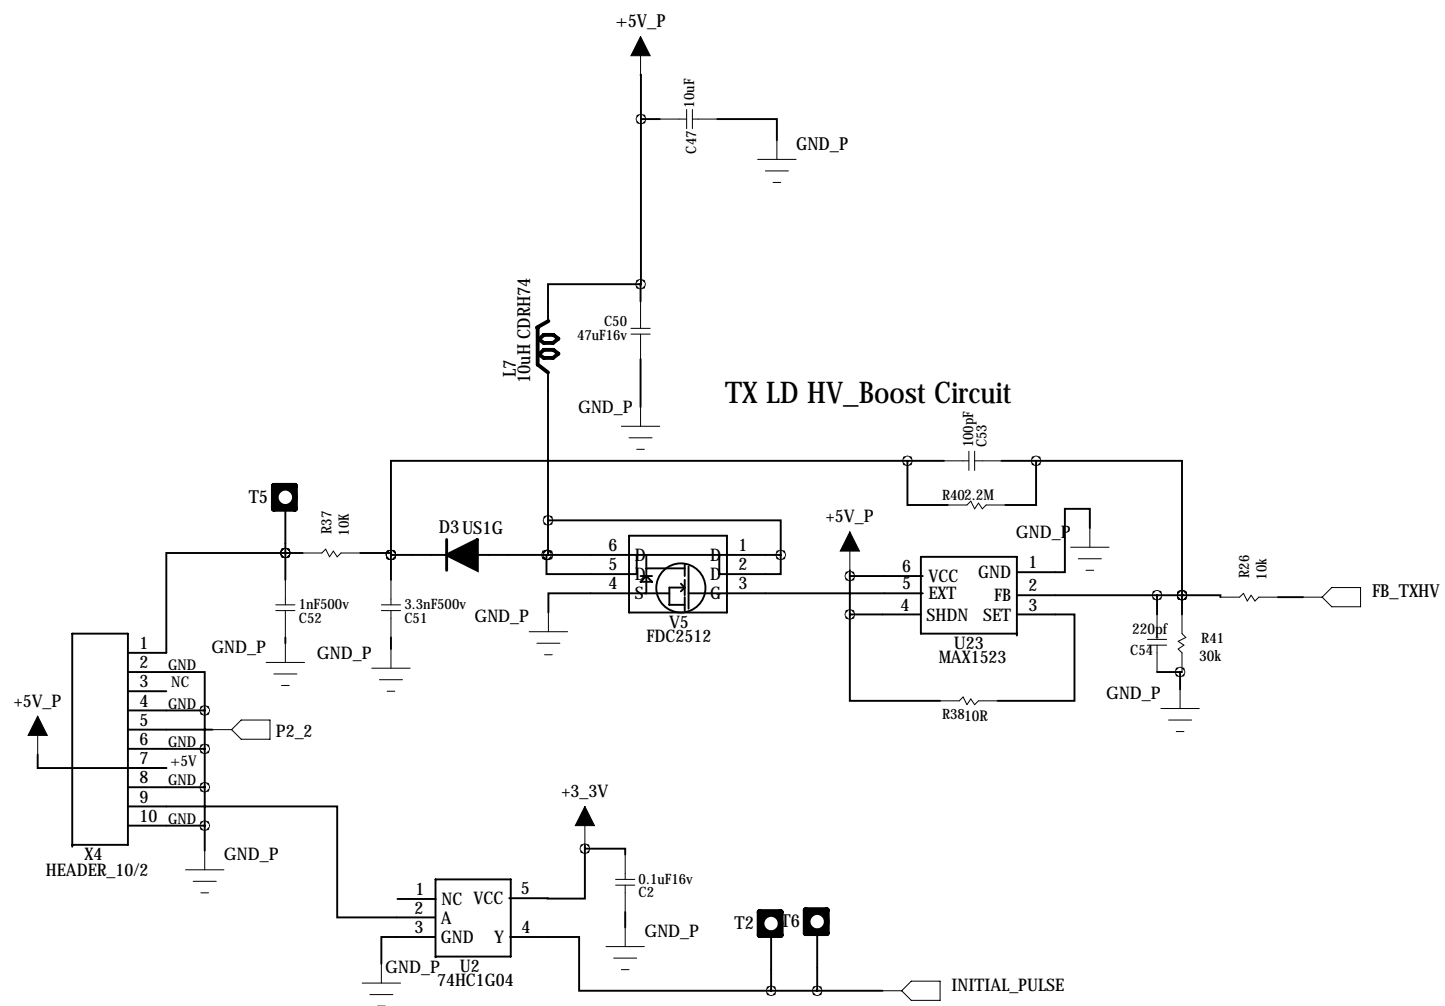 +5V_P
10uF
C47
GND_P
L7
10uH CDRH74
C50
47uF16v
GND_P
TX LD HV_Boost Circuit
100pF
C53
R402.2M
T5
R37
10K
D3 US1G
+5V_P
GND_P
6 D D 1
5 D D 2
4 S G 3
V5
FDC2512
GND_P
6 VCC GND 1
5 EXT FB 2
4 SHDN SET 3
U23
MAX1523
R26
10k
FB_TXHV
1nF500v
C52
GND_P
3.3nF500v
C51
GND_P
220pf
C54
R41
30k
GND_P
R3810R
1
2 GND
3 NC
4 GND
5
6 GND
7 +5V
8 GND
9
10 GND
+5V_P
P2_2
X4
HEADER_10/2
GND_P
+3_3V
0.1uF16v
C2
GND_P
1 NC VCC 5
2 A
3 GND Y 4
U2
74HC1G04
GND_P
T2
T6
INITIAL_PULSE